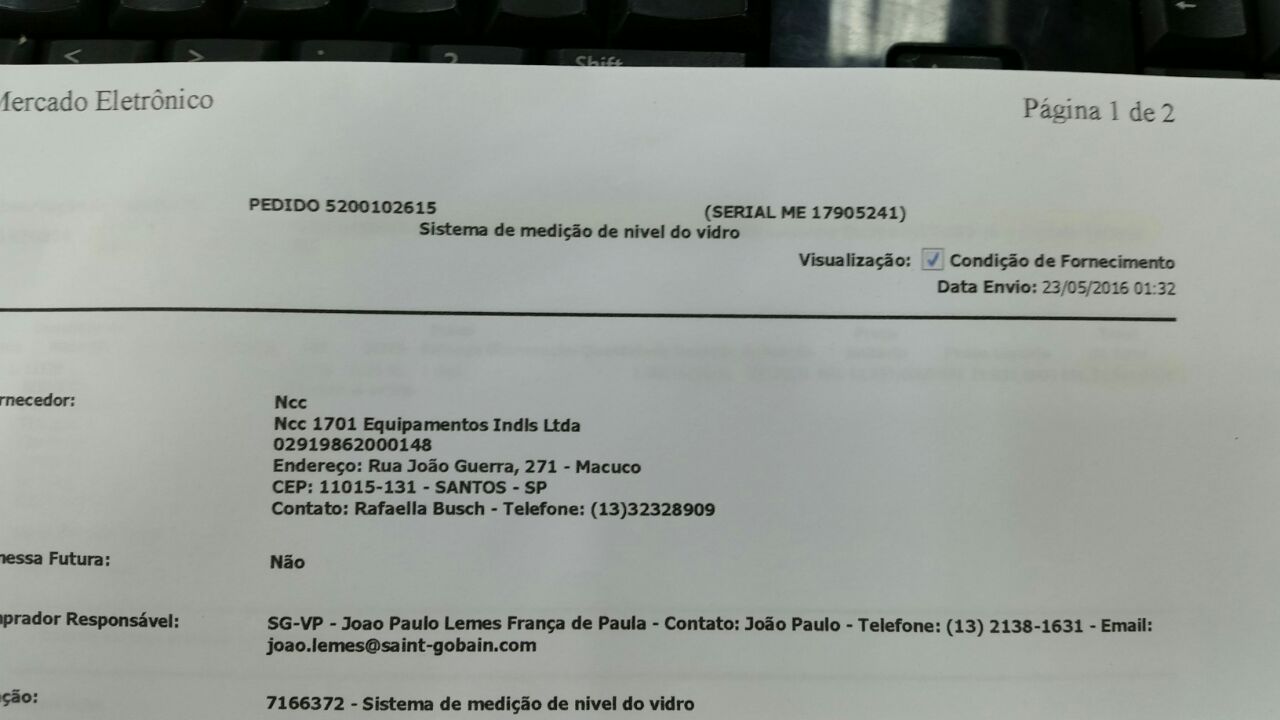 < > . ? Shift ←
Mercado Eletrônico Página 1 de 2
PEDIDO 5200102615 (SERIAL ME 17905241)
Sistema de medição de nivel do vidro
Visualização: Condição de Fornecimento
Data Envio: 23/05/2016 01:32
rnecedor: Ncc
Ncc 1701 Equipamentos Indls Ltda
02919862000148
Endereço: Rua João Guerra, 271 - Macuco
CEP: 11015-131 - SANTOS - SP
Contato: Rafaella Busch - Telefone: (13)32328909
messa Futura: Não
mprador Responsável: SG-VP - Joao Paulo Lemes França de Paula - Contato: João Paulo - Telefone: (13) 2138-1631 - Email:
joao.lemes@saint-gobain.com
ção: 7166372 - Sistema de medição de nivel do vidro